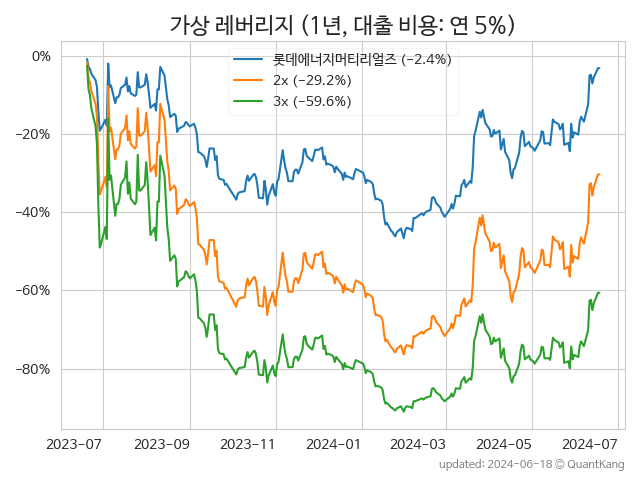 가상 레버리지 (1년, 대출 비용: 연 5%)
롯데에너지머티리얼즈 (−2.4%)
2x (−29.2%)
3x (−59.6%)
0%
−20%
−40%
−60%
−80%
2023-07 2023-09 2023-11 2024-01 2024-03 2024-05 2024-07
updated: 2024-06-18 © QuantKang